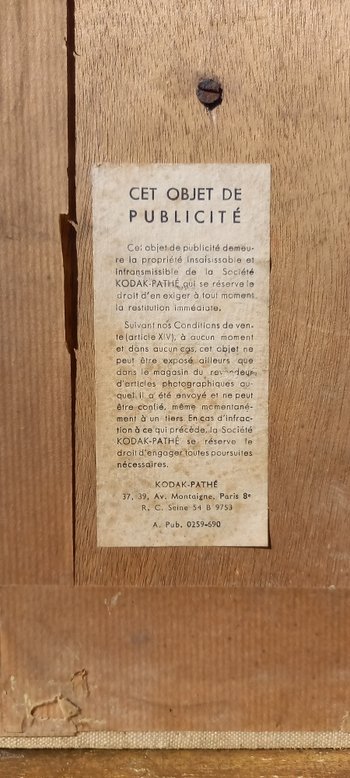 CET OBJET DE
PUBLICITÉ
Cet objet de publicité demeu-
re la propriété insaisissable et
intransmissible de la Société
KODAK-PATHÉ qui se réserve le
droit d'en exiger à tout moment
la restitution immédiate.
Suivant nos Conditions de ven-
te (article XIV), à aucun moment
et dans aucun cas, cet objet ne
peut être exposé ailleurs que
dans le magasin du revendeur
d'articles photographiques au-
quel il a été envoyé et ne peut
être confié, même momentané-
ment à un tiers. En cas d'infrac-
tion à ce qui précède, la Société
KODAK-PATHÉ se réserve le
droit d'engager toutes poursuites
nécessaires.
KODAK-PATHÉ
37, 39, Av. Montaigne, Paris 8e
R. C. Seine 54 B 9753
A. Pub. 0259-690